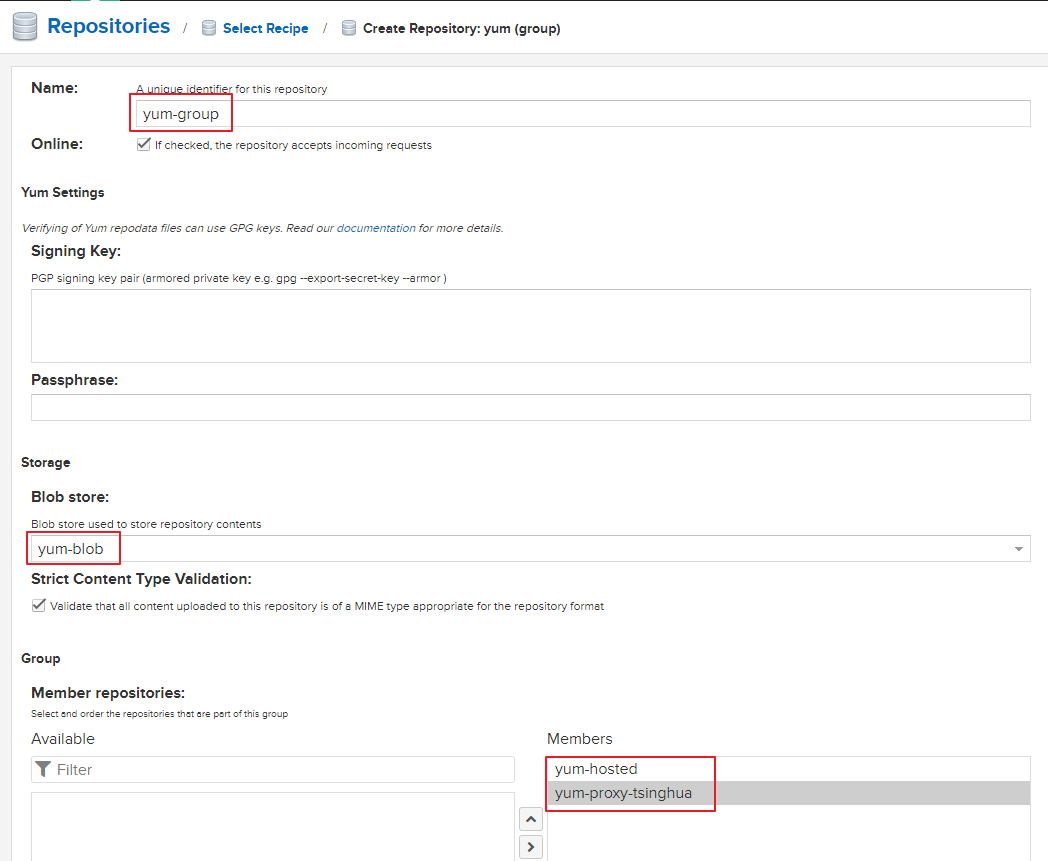 Repositories / Select Recipe / Create Repository: yum (group)
Name:
A unique identifier for this repository
yum-group
Online:
If checked, the repository accepts incoming requests
Yum Settings
Verifying of Yum repodata files can use GPG keys. Read our documentation for more details.
Signing Key:
PGP signing key pair (armored private key e.g. gpg --export-secret-key --armor )
Passphrase:
Storage
Blob store:
Blob store used to store repository contents
yum-blob
Strict Content Type Validation:
Validate that all content uploaded to this repository is of a MIME type appropriate for the repository format
Group
Member repositories:
Select and order the repositories that are part of this group
Available
Filter
Members
yum-hosted
yum-proxy-tsinghua